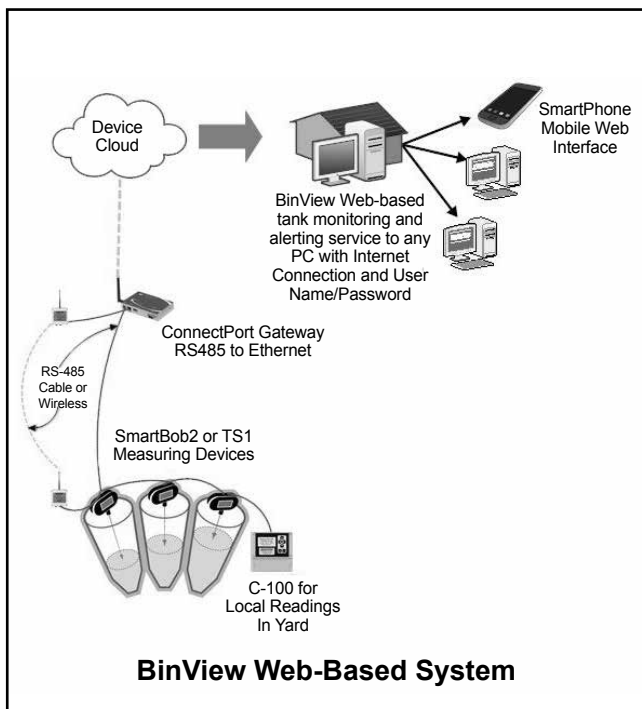 Device
Cloud
SmartPhone
Mobile Web
Interface
BinView Web-based
tank monitoring and
alerting service to any
PC with Internet
Connection and User
Name/Password
ConnectPort Gateway
RS485 to Ethernet
RS-485
Cable or
Wireless
SmartBob2 or TS1
Measuring Devices
C-100 for
Local Readings
In Yard
BinView Web-Based System